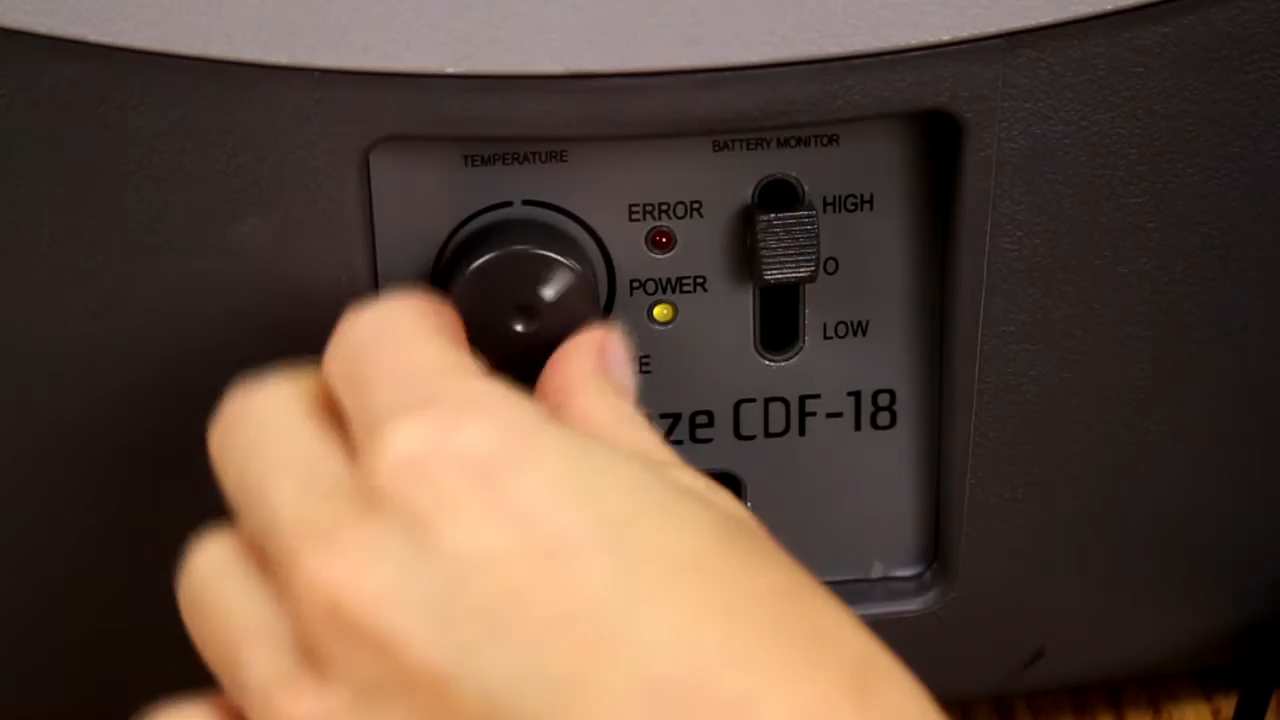 TEMPERATURE
BATTERY MONITOR
ERROR
HIGH
POWER
O
LOW
CDF-18